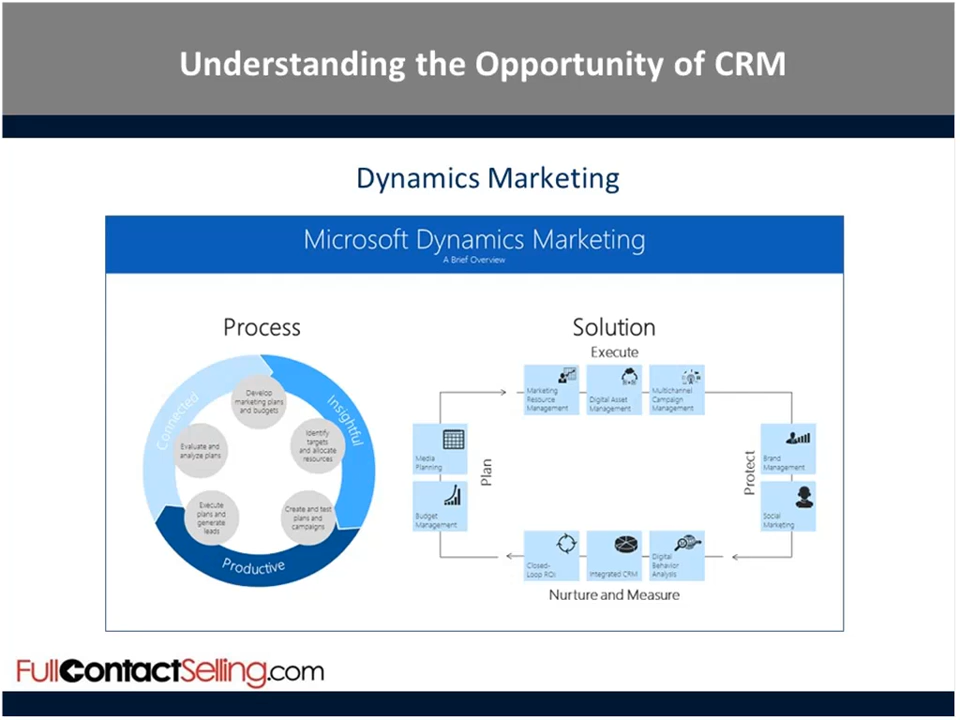 Understanding the Opportunity of CRM
Dynamics Marketing
Microsoft Dynamics Marketing
A Brief Overview
Process
Connected
Insightful
Productive
Develop
marketing plans
and budgets
Identify
targets
and allocate
resources
Create and test
plans and
campaigns
Execute
plans and
generate
leads
Evaluate and
analyze plans
Solution
Execute
Marketing
Resource
Management
Digital Asset
Management
Multichannel
Campaign
Management
Media
Planning
Budget
Management
Plan
Protect
Brand
Management
Social
Marketing
Closed-
Loop ROI
Integrated CRM
Digital
Behavior
Analysis
Nurture and Measure
FullContactSelling.com